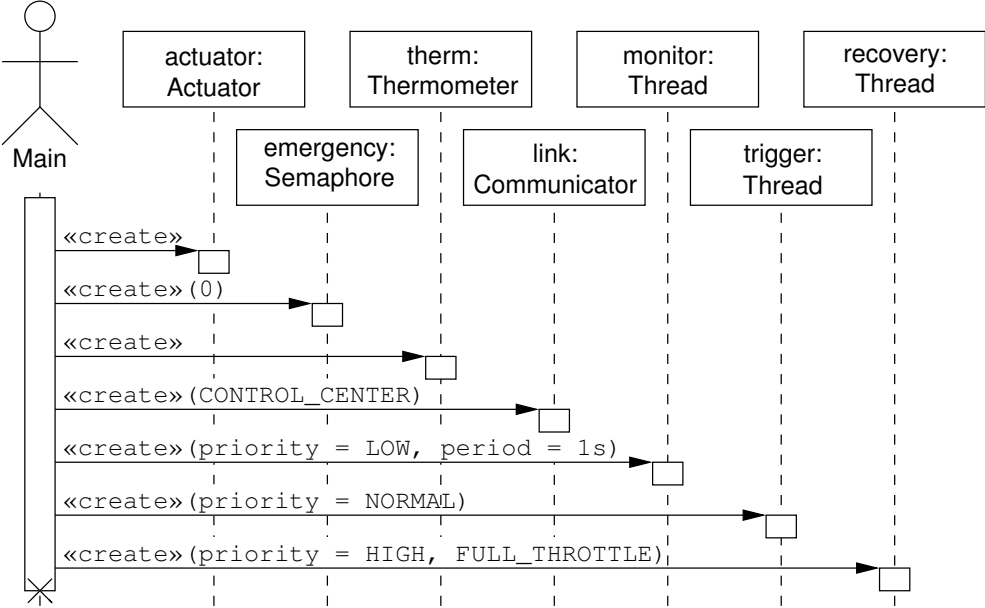 actuator:
Actuator
therm:
Thermometer
monitor:
Thread
recovery:
Thread
Main
emergency:
Semaphore
link:
Communicator
trigger:
Thread
«create»
«create»(0)
«create»
«create»(CONTROL_CENTER)
«create»(priority = LOW, period = 1s)
«create»(priority = NORMAL)
«create»(priority = HIGH, FULL_THROTTLE)